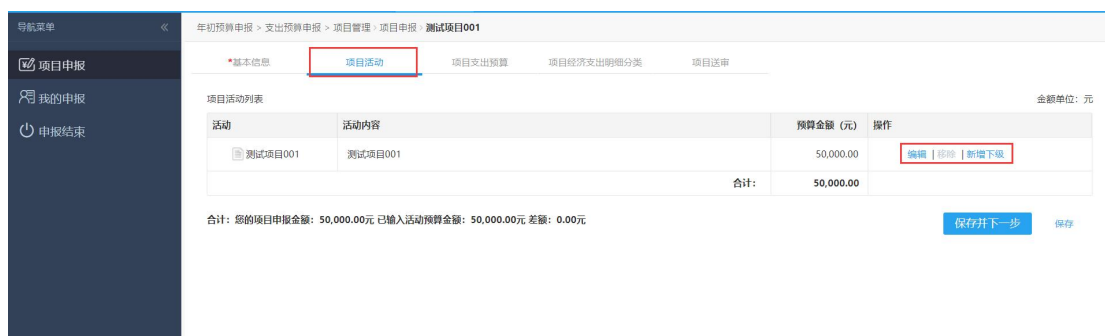 导航菜单 «
年初预算申报 > 支出预算申报 > 项目管理 > 项目申报 > 测试项目001
项目申报
*基本信息 项目活动 项目支出预算 项目经济支出明细分类 项目送审
我的申报
项目活动列表 金额单位：元
申报结束
活动 活动内容 预算金额（元） 操作
测试项目001 测试项目001 50,000.00 编辑 | 移除 | 新增下级
合计： 50,000.00
合计：您的项目申报金额：50,000.00元 已输入活动预算金额：50,000.00元 差额：0.00元
保存并下一步 保存